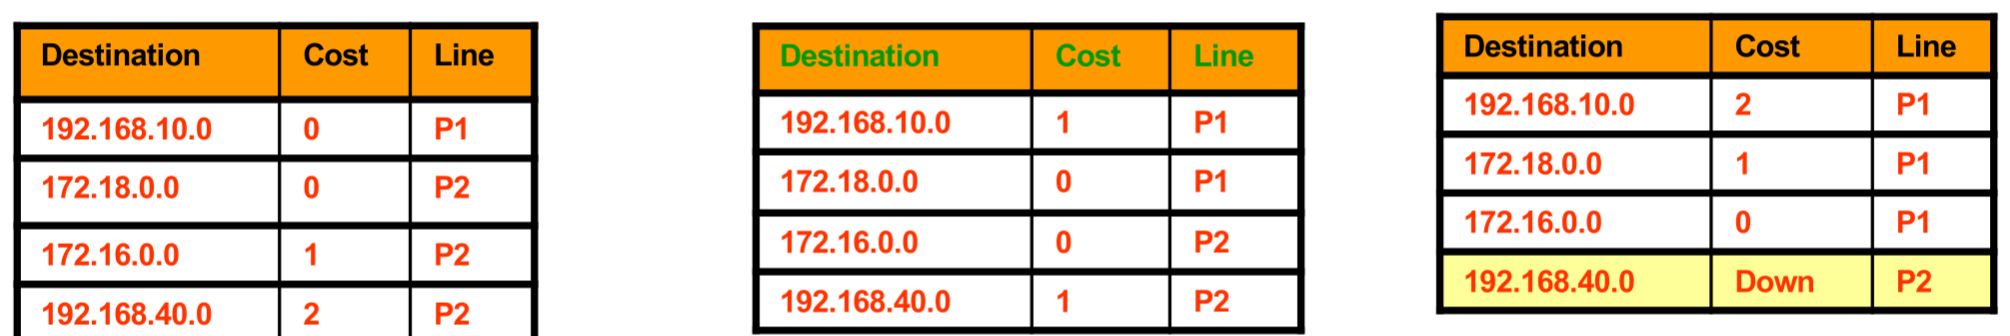 Destination Cost Line
192.168.10.0 0 P1
172.18.0.0 0 P2
172.16.0.0 1 P2
192.168.40.0 2 P2
Destination Cost Line
192.168.10.0 1 P1
172.18.0.0 0 P1
172.16.0.0 0 P2
192.168.40.0 1 P2
Destination Cost Line
192.168.10.0 2 P1
172.18.0.0 1 P1
172.16.0.0 0 P1
192.168.40.0 Down P2